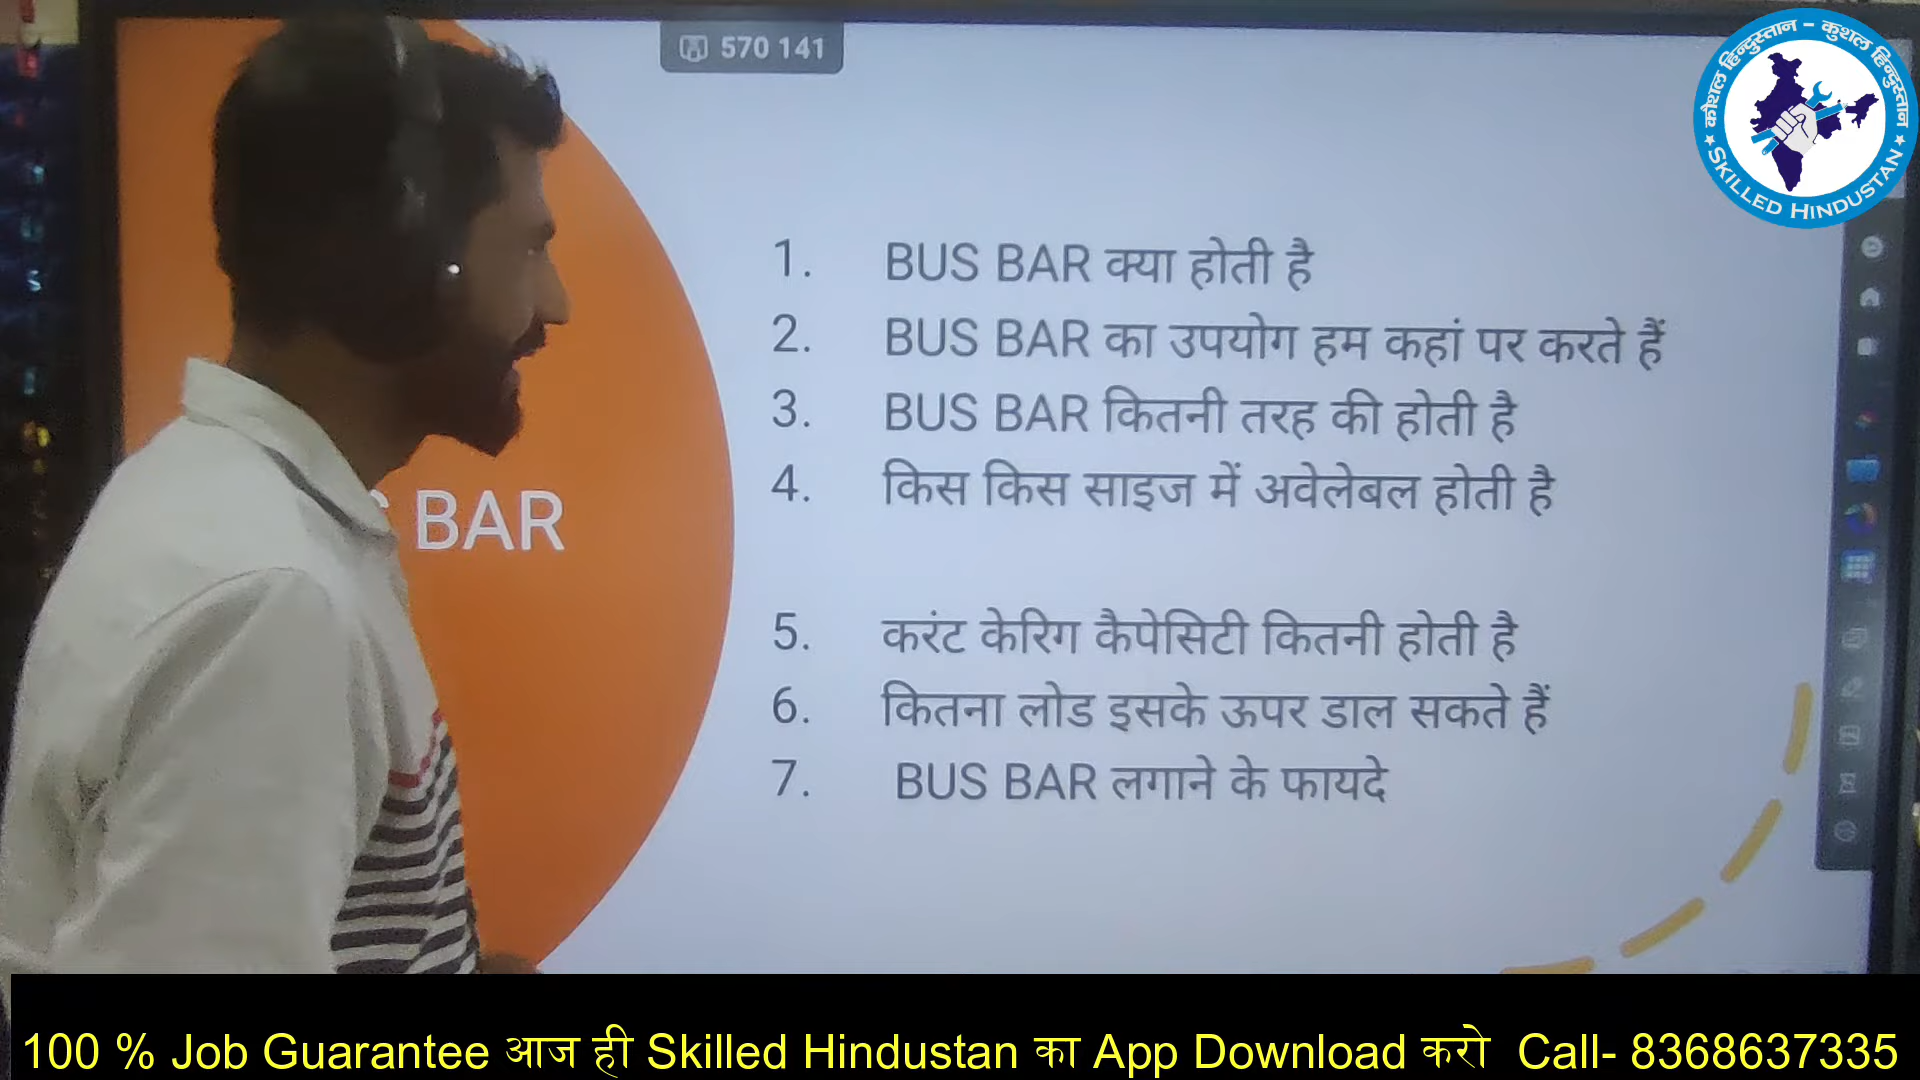 570 141
कौशल हिन्दुस्तान – कुशल हिन्दुस्तान
SKILLED HINDUSTAN
BAR
1. BUS BAR क्या होती है
2. BUS BAR का उपयोग हम कहां पर करते हैं
3. BUS BAR कितनी तरह की होती है
4. किस किस साइज में अवेलेबल होती है
5. करंट केरिग कैपेसिटी कितनी होती है
6. कितना लोड इसके ऊपर डाल सकते हैं
7. BUS BAR लगाने के फायदे
100 % Job Guarantee आज ही Skilled Hindustan का App Download करो Call- 8368637335